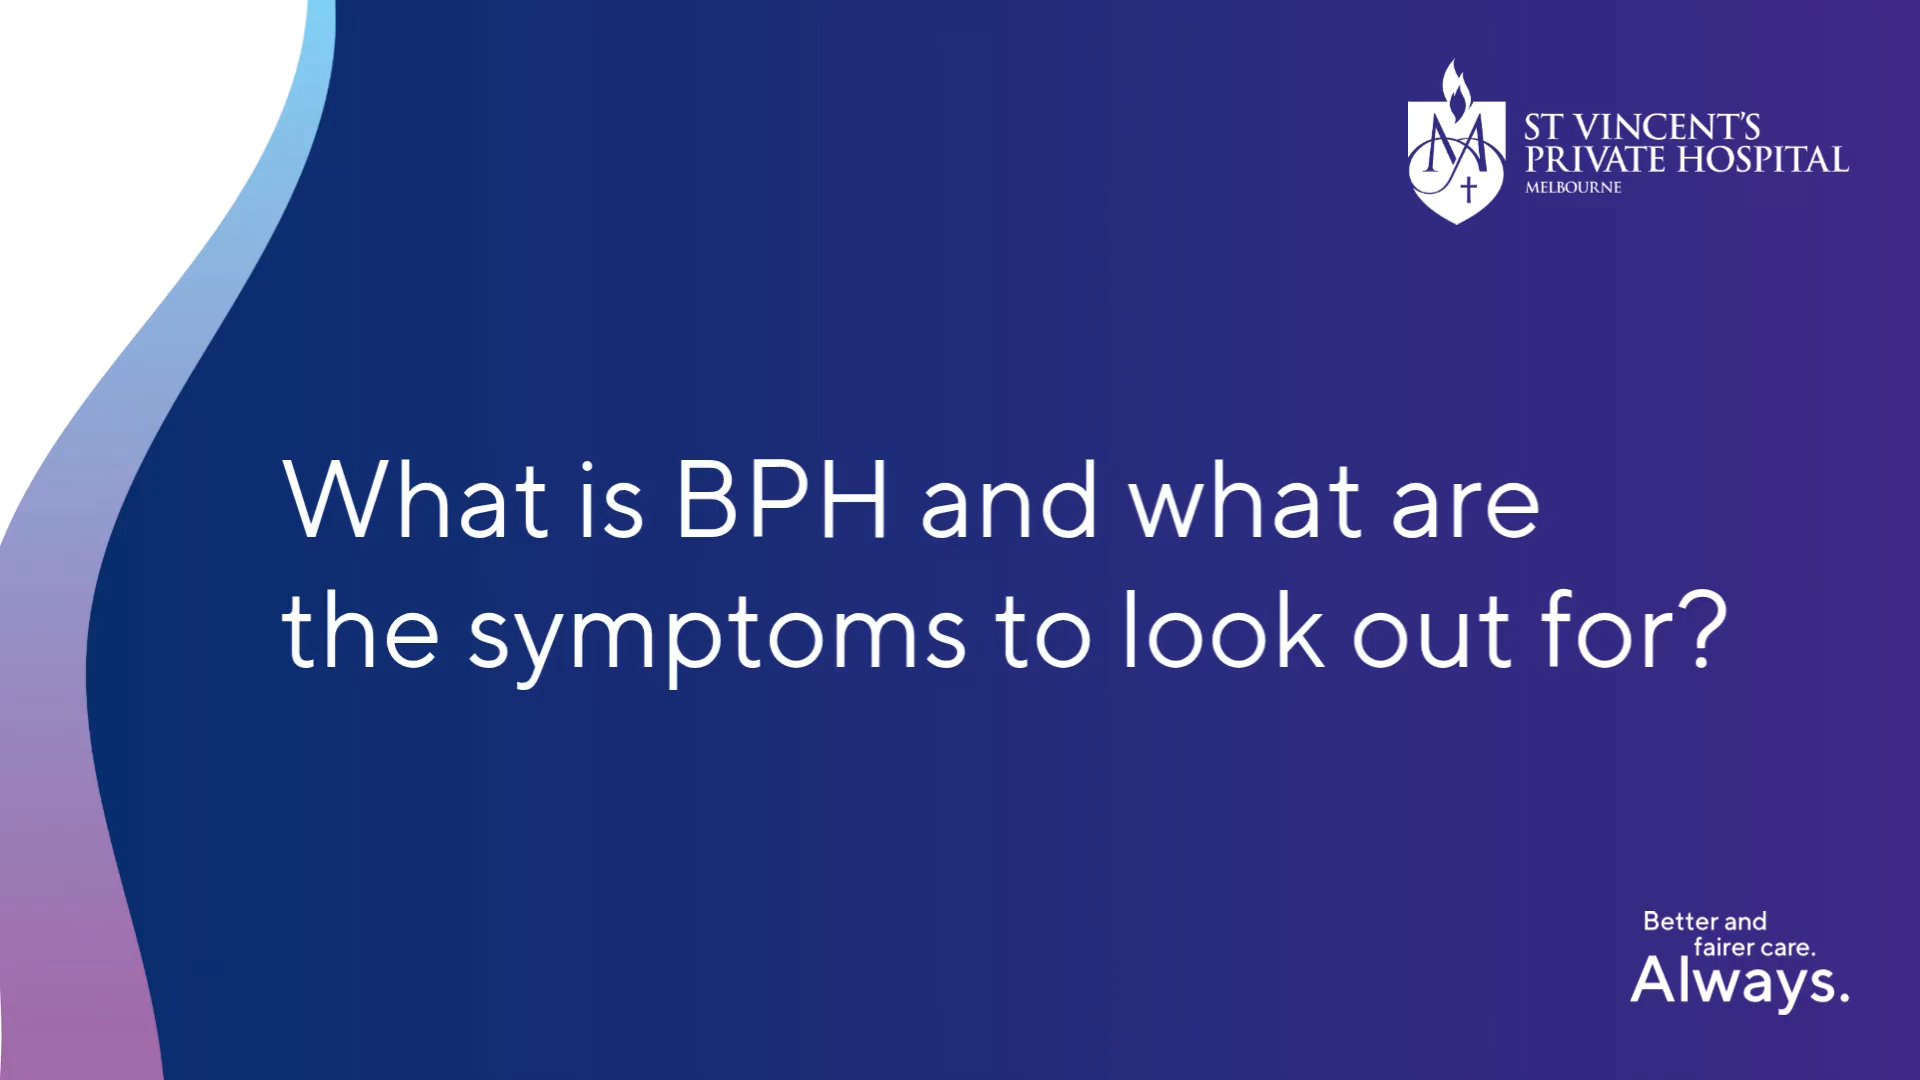 ST VINCENT'S
PRIVATE HOSPITAL
MELBOURNE
What is BPH and what are
the symptoms to look out for?
Better and
fairer care.
Always.